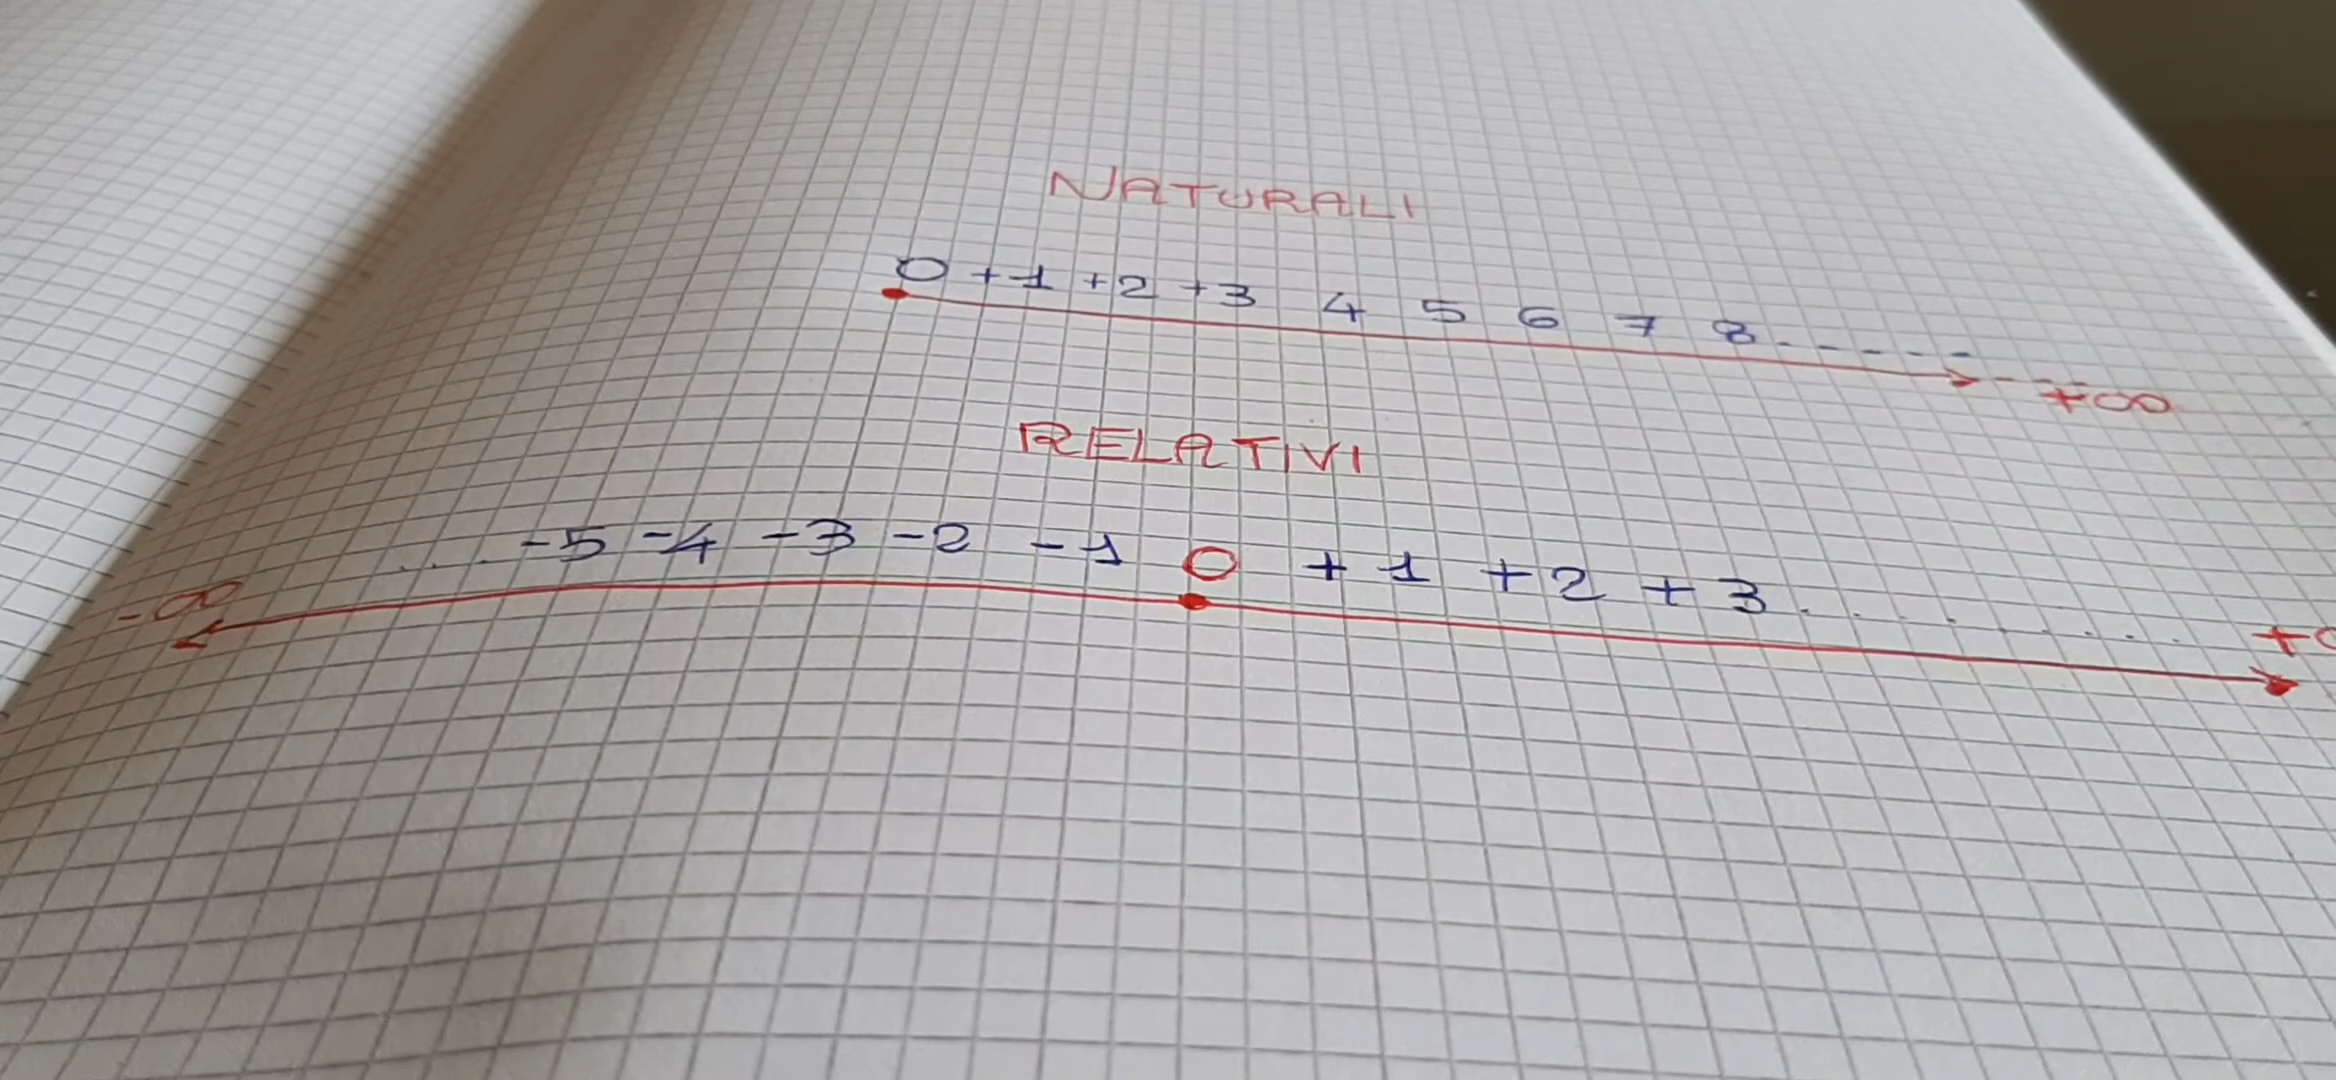 NATURALI
0 +1 +2 +3 4 5 6 7 8.-----
--+∞
RELATIVI
....-5 -4 -3 -2 -1 0 +1 +2 +3..........
-∞ +